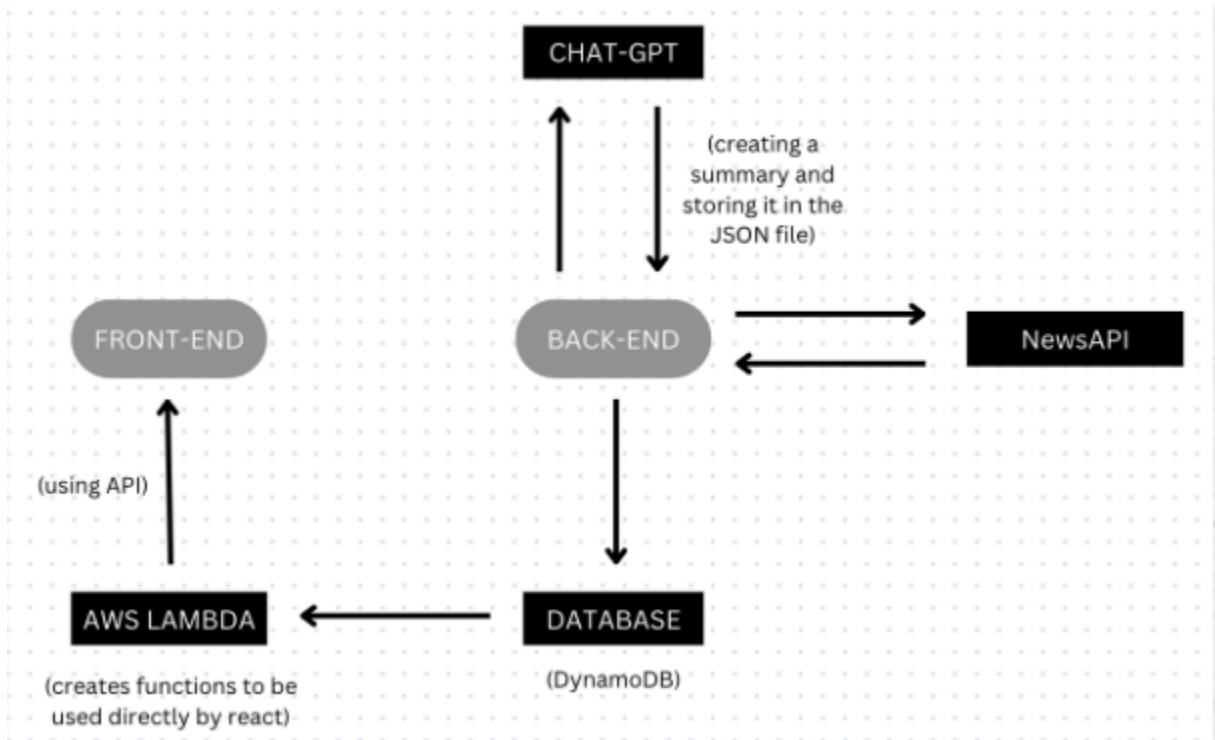 CHAT-GPT
(creating a
summary and
storing it in the
JSON file)
FRONT-END
BACK-END
NewsAPI
(using API)
AWS LAMBDA
DATABASE
(creates functions to be
used directly by react)
(DynamoDB)